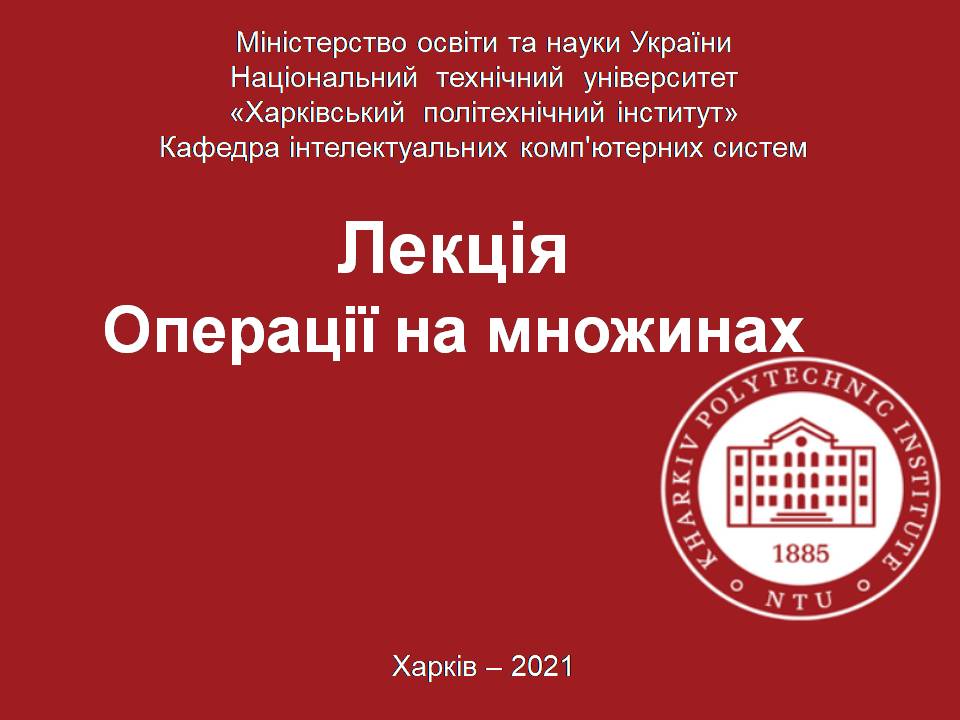 Міністерство освіти та науки України
Національний технічний університет
«Харківський політехнічний інститут»
Кафедра інтелектуальних комп'ютерних систем
Лекція
Операції на множинах
KHARKIV POLYTECHNIC INSTITUTE
1885
NTU
Харків – 2021